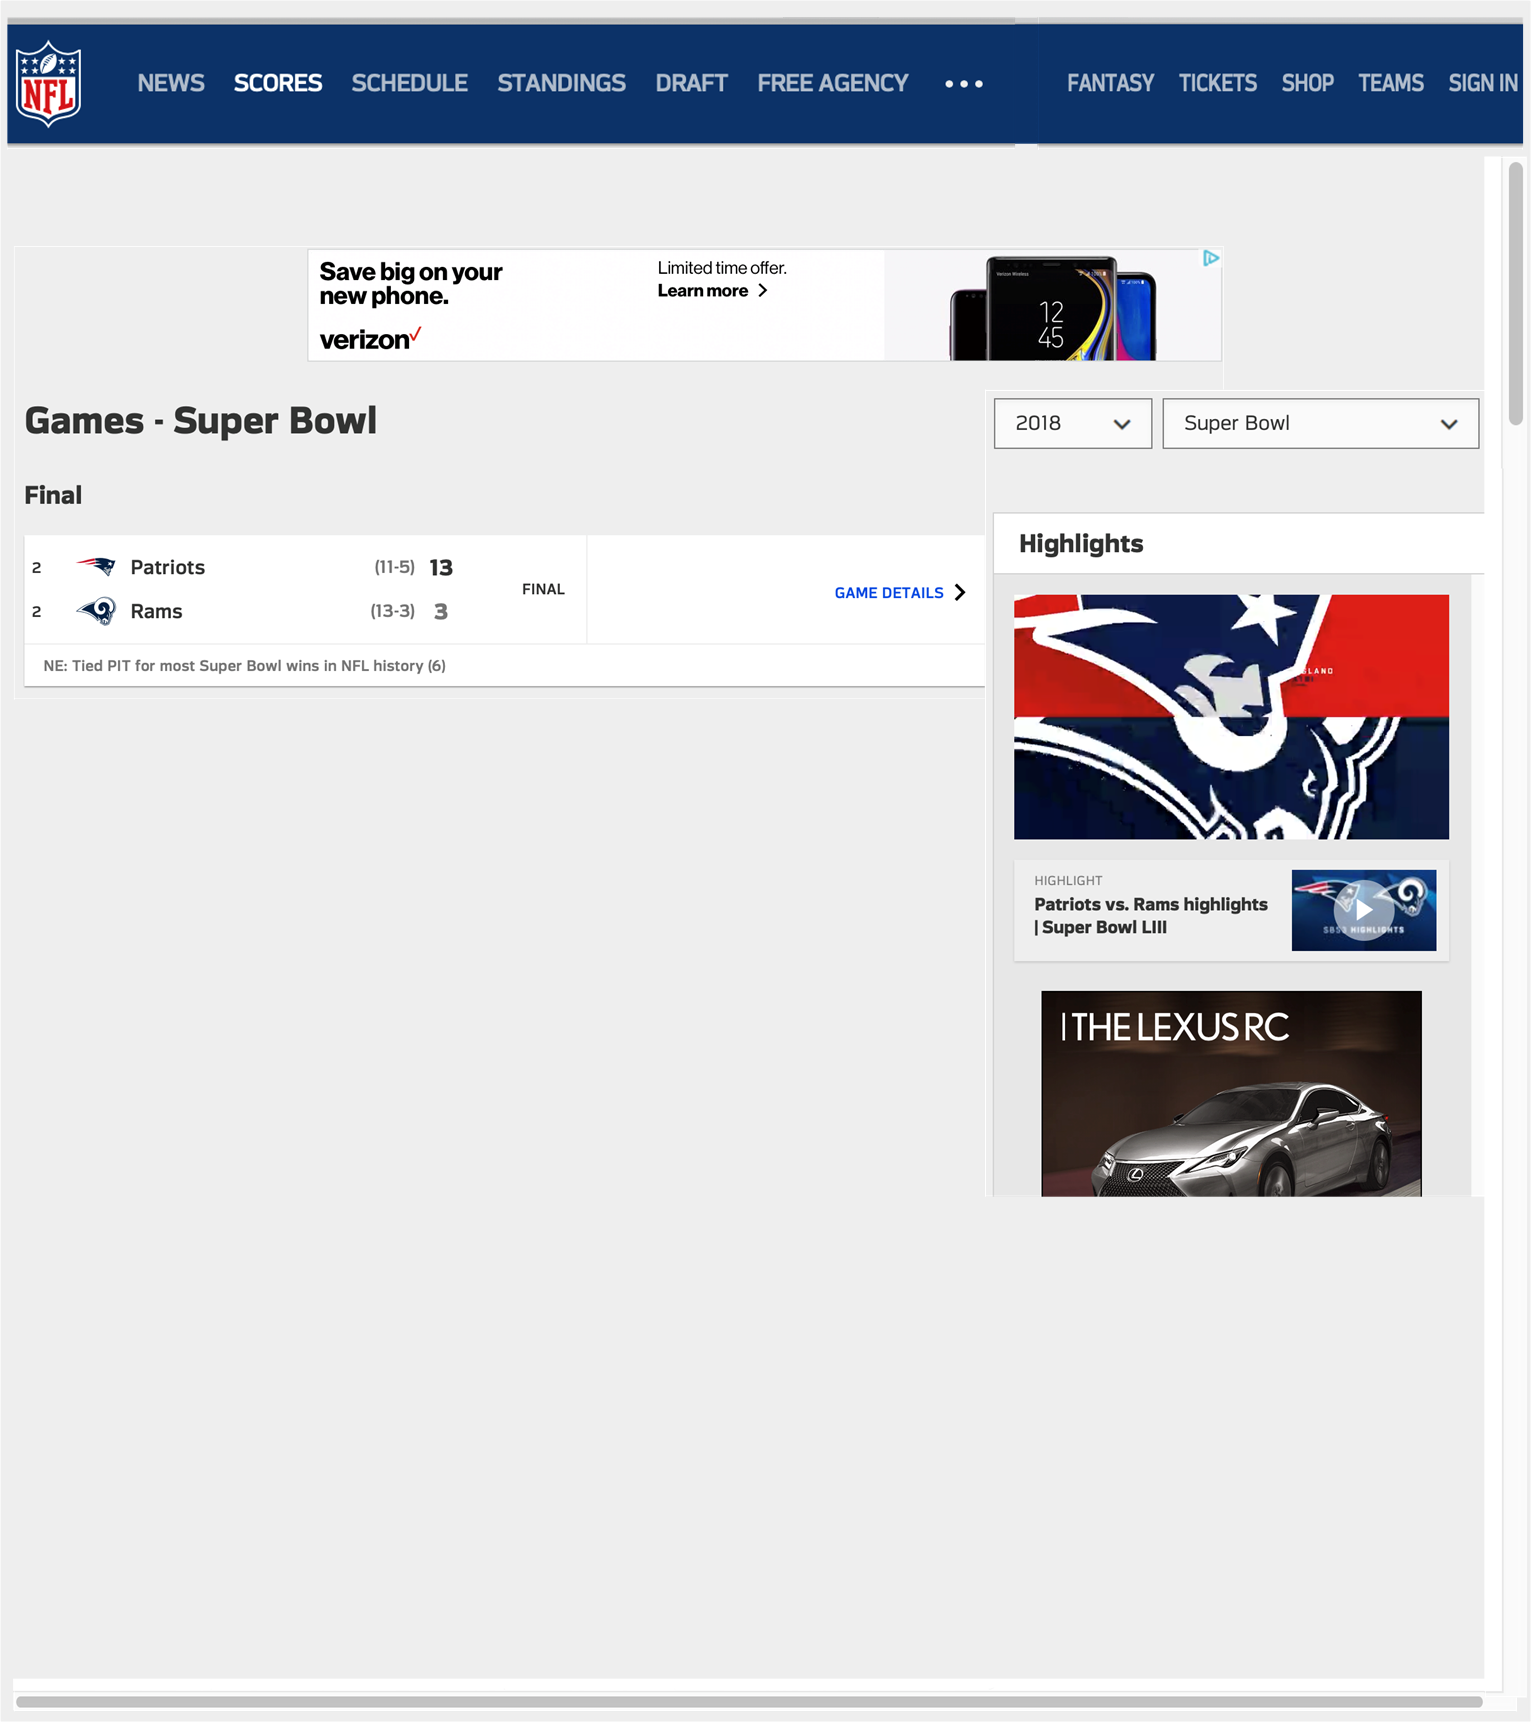 NFL
NEWS SCORES SCHEDULE STANDINGS DRAFT FREE AGENCY ••• FANTASY TICKETS SHOP TEAMS SIGN IN
Save big on your
new phone.
verizon
Limited time offer.
Learn more >
Verizon Wireless
12
45
Games - Super Bowl
2018
Super Bowl
Final
2 Patriots (11-5) 13
2 Rams (13-3) 3
FINAL
GAME DETAILS
NE: Tied PIT for most Super Bowl wins in NFL history (6)
Highlights
HIGHLIGHT
Patriots vs. Rams highlights
| Super Bowl LIII
HIGHLIGHTS
| THE LEXUS RC